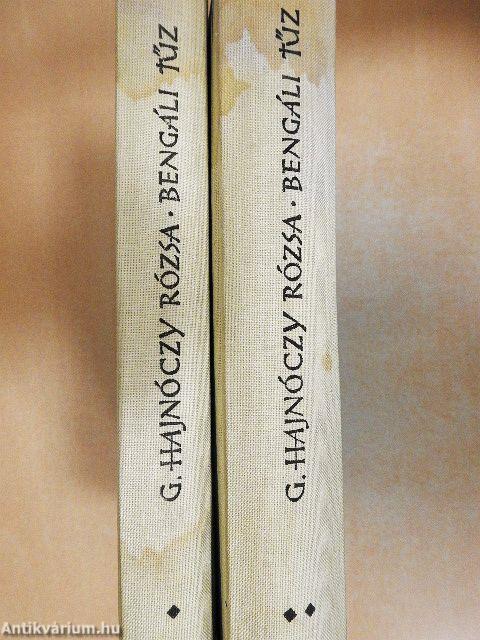 G. HAJNÓCZY RÓZSA · BENGÁLI TŰZ
G. HAJNÓCZY RÓZSA · BENGÁLI TŰZ
Antikvárium.hu